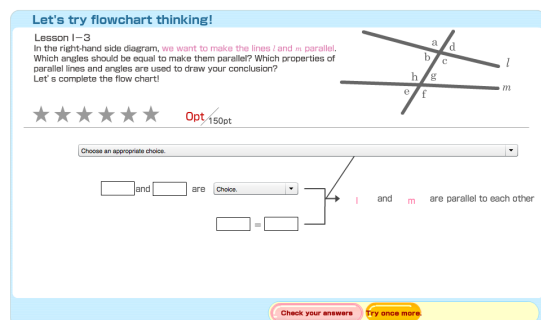 Let's try flowchart thinking!
Lesson I-3
In the right-hand side diagram, we want to make the lines l and m parallel.
Which angles should be equal to make them parallel? Which properties of
parallel lines and angles are used to draw your conclusion?
Let's complete the flow chart!
a
d
b
c
l
h
g
m
e
f
0pt/150pt
Choose an appropriate choice.
and are Choice.
l and m are parallel to each other
=
Check your answers Try once more.